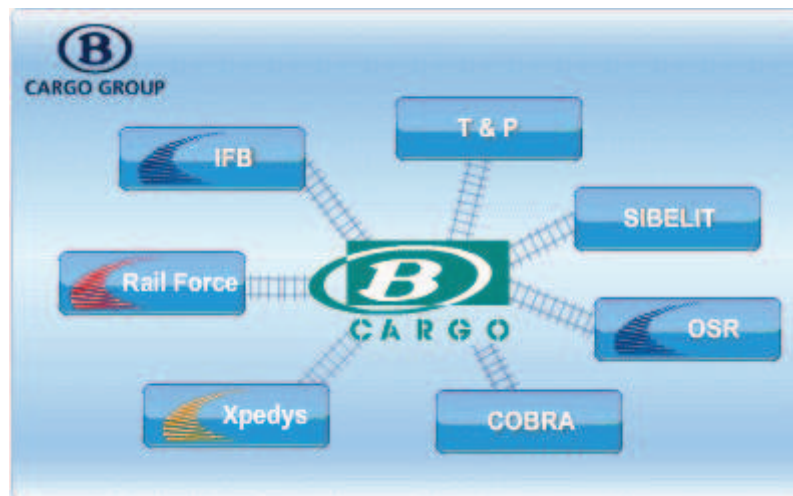 B
CARGO GROUP
T & P
IFB
SIBELIT
Rail Force
B
CARGO
OSR
Xpedys
COBRA